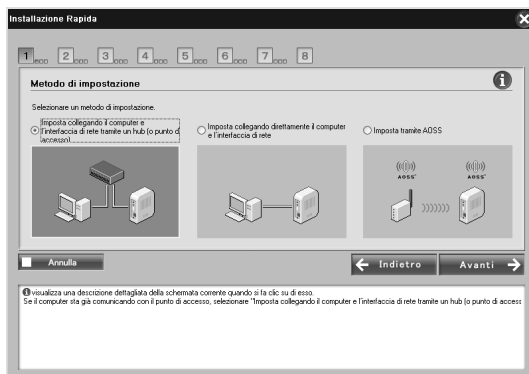 Installazione Rapida
1 2 3 4 5 6 7 8
Metodo di impostazione
Selezionare un metodo di impostazione.
Imposta collegando il computer e
l'interfaccia di rete tramite un hub (o punto d
accesso)
Imposta collegando direttamente il computer
e l'interfaccia di rete
Imposta tramite AOSS
AOSS
AOSS
Annulla
Indietro
Avanti
visualizza una descrizione dettagliata della schermata corrente quando si fa clic su di esso.
Se il computer sta già comunicando con il punto di accesso, selezionare "Imposta collegando il computer e l'interfaccia di rete tramite un hub (o punto di access